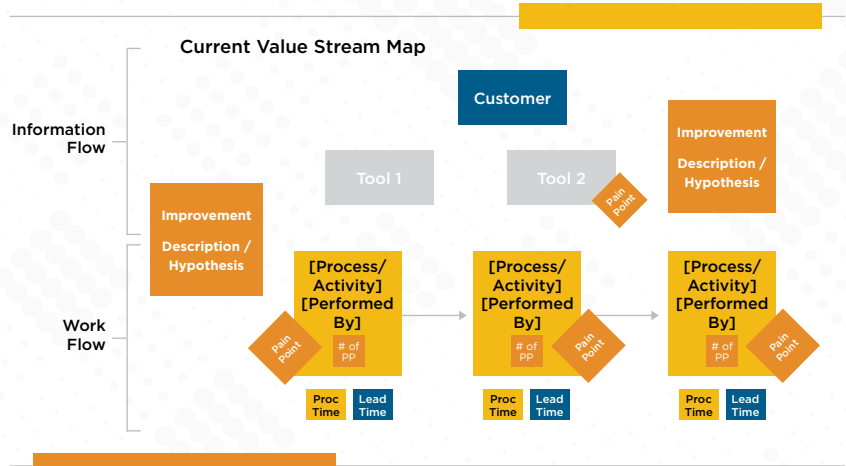 Current Value Stream Map
Customer
Information
Flow
Improvement
Description /
Hypothesis
Tool 1
Tool 2
Pain
Point
Improvement
Description /
Hypothesis
Work
Flow
[Process/
Activity]
[Performed
By]
# of
PP
Pain
Point
Proc
Time
Lead
Time
[Process/
Activity]
[Performed
By]
# of
PP
Pain
Point
Proc
Time
Lead
Time
[Process/
Activity]
[Performed
By]
# of
PP
Pain
Point
Proc
Time
Lead
Time